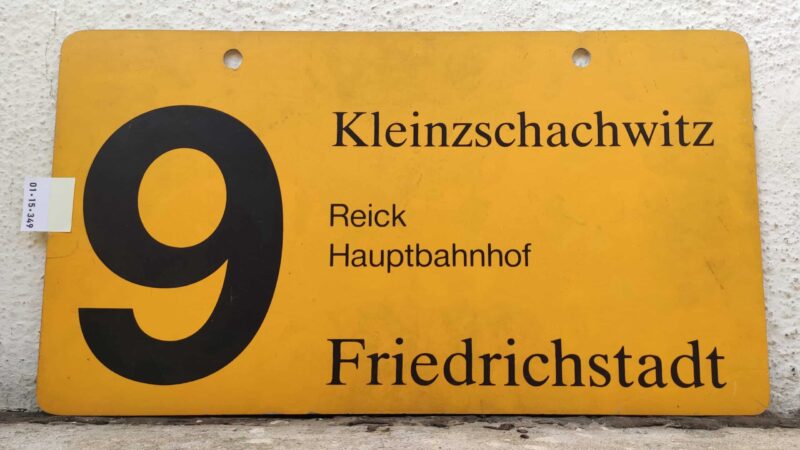 01-15-349
9
Kleinzschachwitz
Reick
Hauptbahnhof
Friedrichstadt